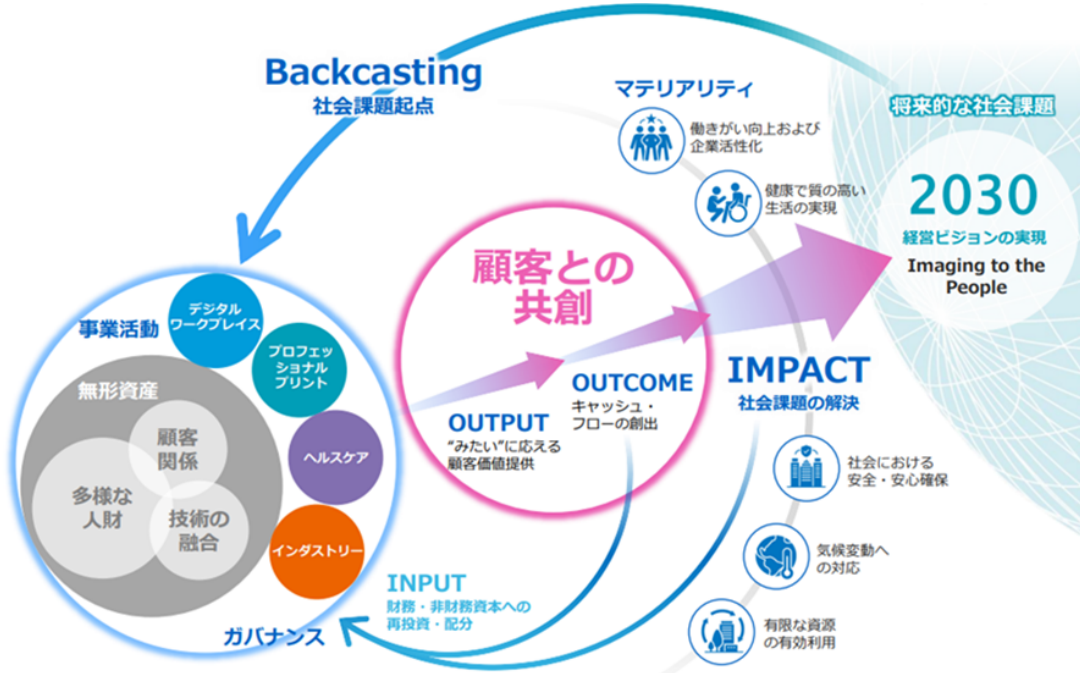 Backcasting
社会課題起点
マテリアリティ
働きがい向上および
企業活性化
健康で質の高い
生活の実現
将来的な社会課題
2030
経営ビジョンの実現
Imaging to the
People
顧客との
共創
事業活動
デジタル
ワークプレイス
プロフェッ
ショナル
プリント
ヘルスケア
インダストリー
無形資産
顧客
関係
多様な
人財
技術の
融合
ガバナンス
OUTPUT
“みたい”に応える
顧客価値提供
OUTCOME
キャッシュ・
フローの創出
IMPACT
社会課題の解決
社会における
安全・安心確保
気候変動へ
の対応
有限な資源
の有効利用
INPUT
財務・非財務資本への
再投資・配分